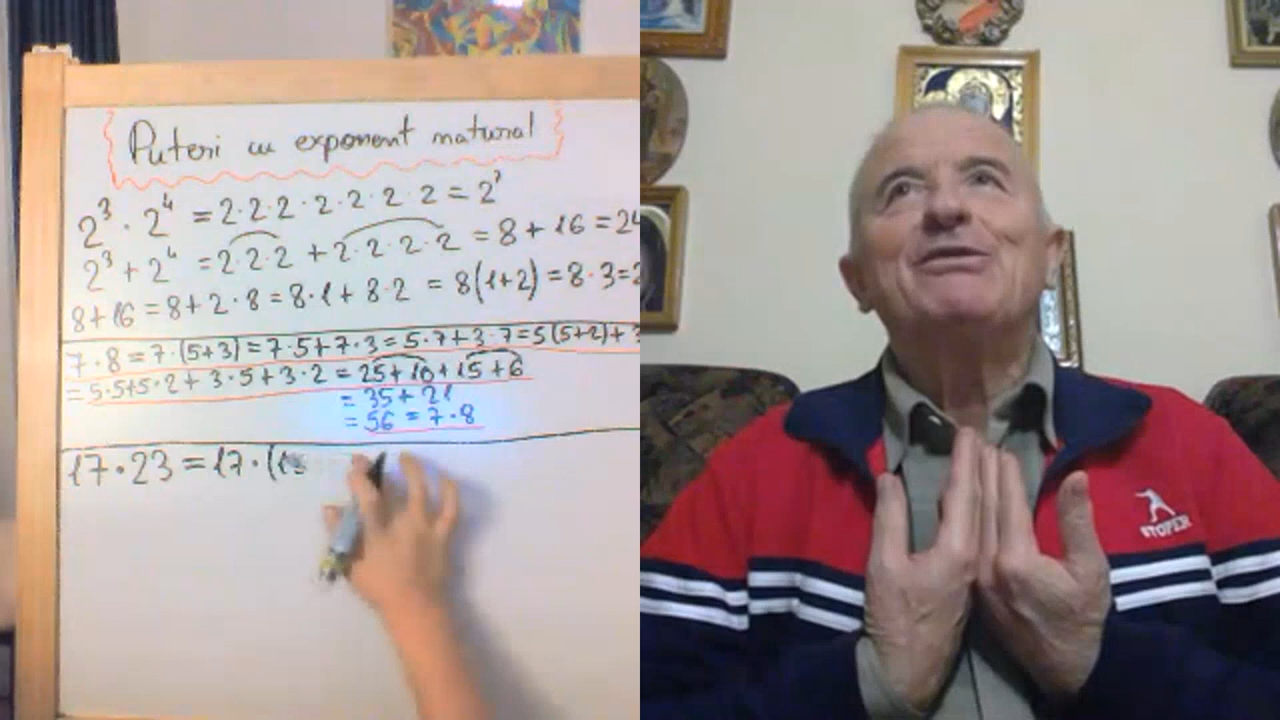 Puteri cu exponent natural
2³ · 2⁴ = 2·2·2·2·2·2·2 = 2⁷
2³ + 2⁴ = 2·2·2 + 2·2·2·2 = 8 + 16 = 24
8+16 = 8 + 2·8 = 8·1 + 8·2 = 8(1+2) = 8·3=2
7·8 = 7·(5+3) = 7·5+7·3 = 5·7+3·7=5(5+2)+3
= 5·5+5·2 + 3·5+3·2 = 25+10+15+6
= 35 + 21
= 56 = 7·8
17·23 = 17·(1
STOPER